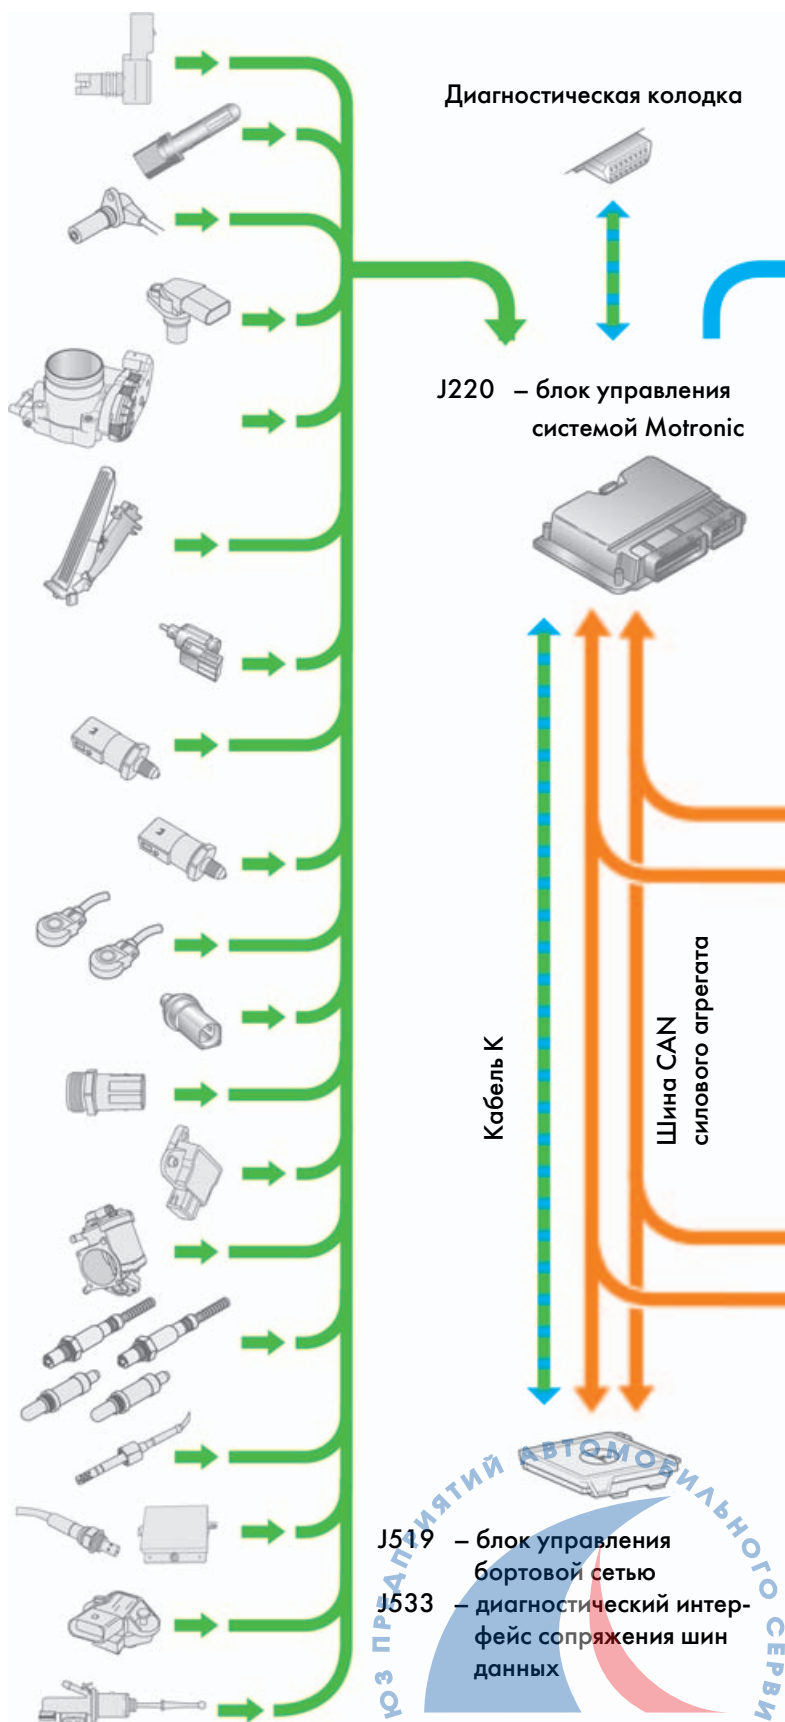 Диагностическая колодка
J220 – блок управления
системой Motronic
Кабель К
Шина CAN
силового агрегата
J519 – блок управления
бортовой сетью
J533 – диагностический интер-
фейс сопряжения шин
данных
ЮЗ ПРЕДПРИЯТИЙ АВТОМОБИЛЬНОГО СЕРВИ